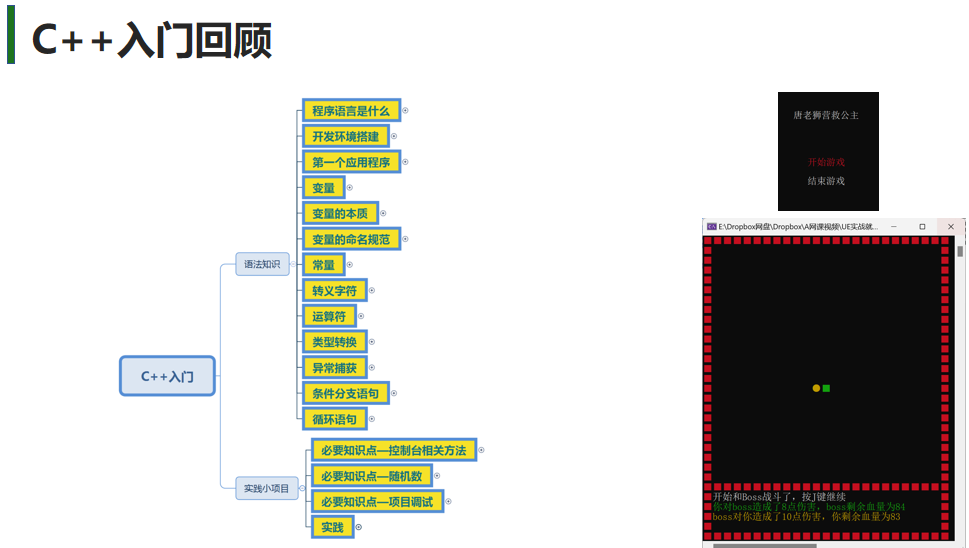 C++入门回顾
程序语言是什么
开发环境搭建
第一个应用程序
变量
变量的本质
变量的命名规范
语法知识
常量
转义字符
运算符
类型转换
异常捕获
条件分支语句
循环语句
C++入门
必要知识点—控制台相关方法
必要知识点—随机数
实践小项目
必要知识点—项目调试
实践
唐老狮营救公主
开始游戏
结束游戏
E:\Dropbox网盘\Dropbox\A网课视频\UE实战就...
开始和Boss战斗了，按J键继续
你对boss造成了8点伤害，boss剩余血量为84
boss对你造成了10点伤害，你剩余血量为83